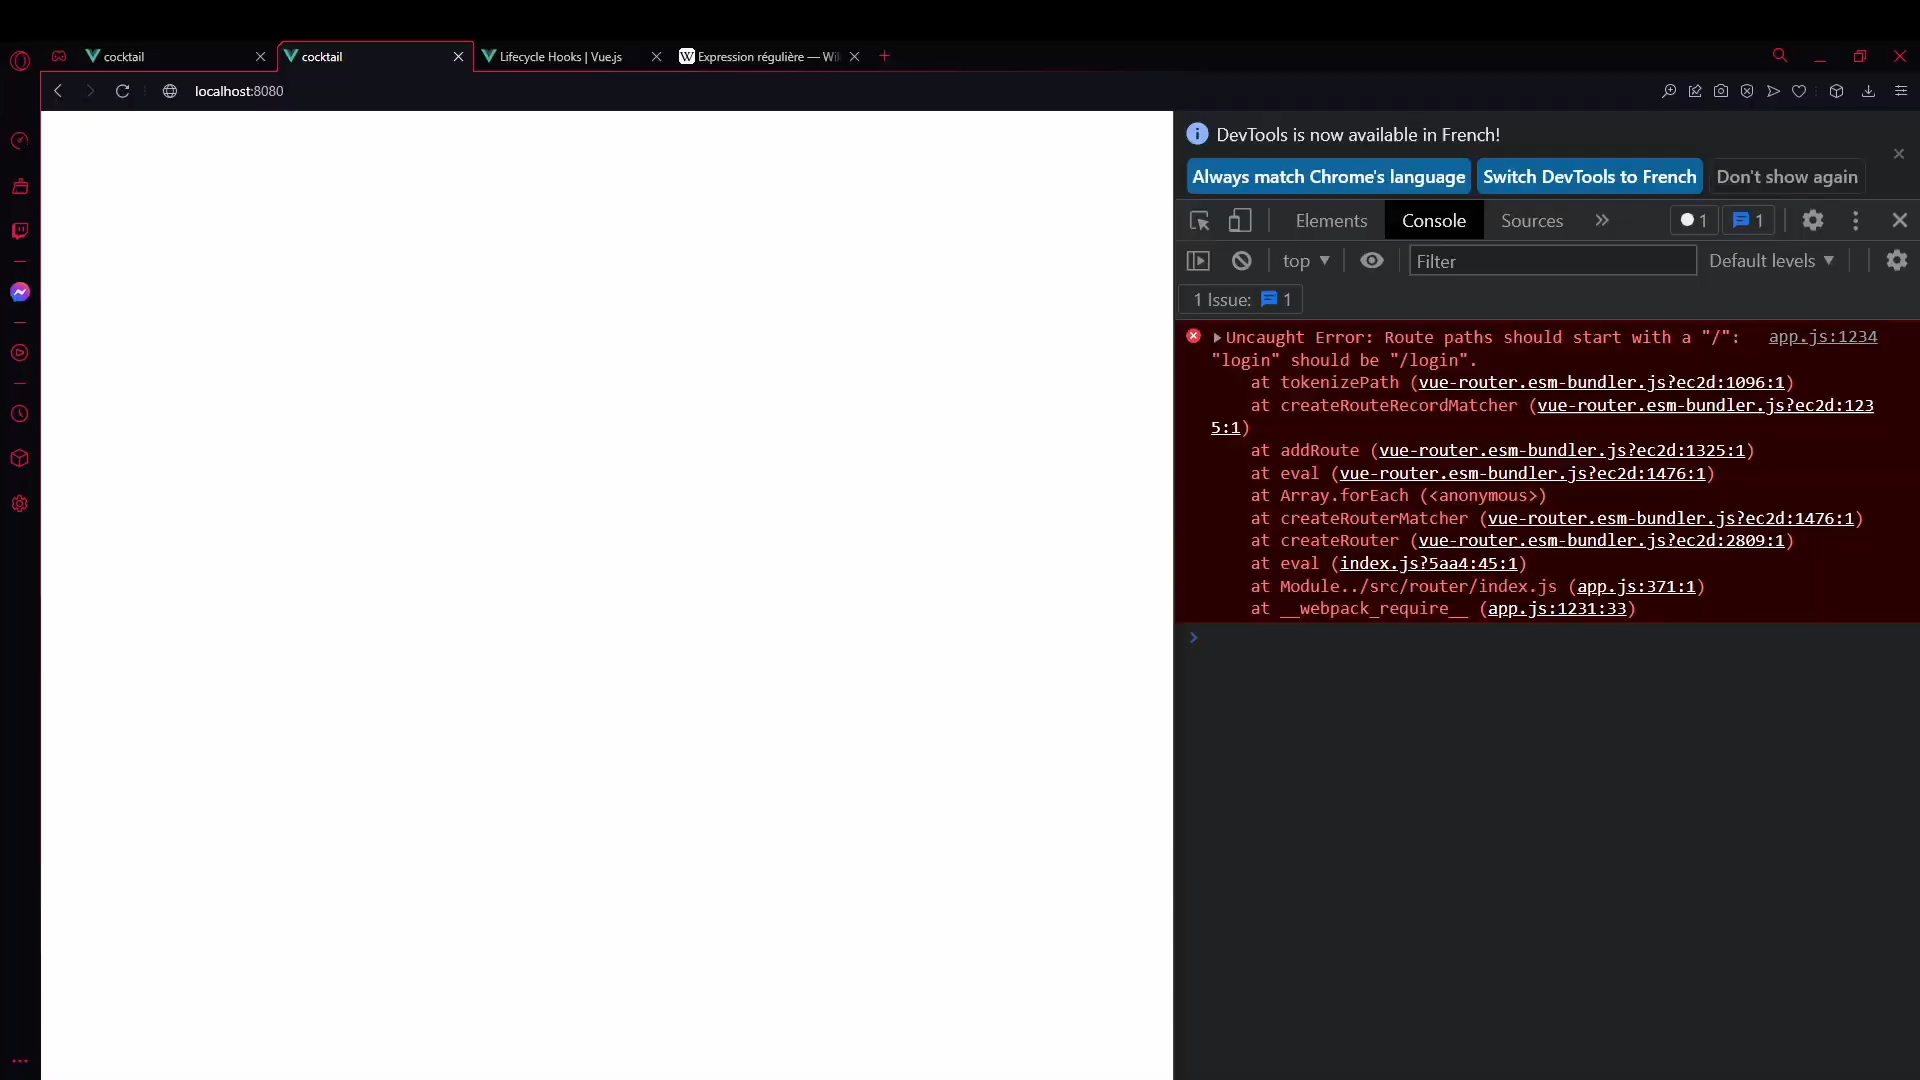 cocktail
cocktail
Lifecycle Hooks | Vue.js
W Expression régulière — Wi
localhost:8080
DevTools is now available in French!
Always match Chrome's language
Switch DevTools to French
Don't show again
Elements
Console
Sources
1
1
top
Filter
Default levels
1 Issue: 1
Uncaught Error: Route paths should start with a "/": app.js:1234
"login" should be "/login".
at tokenizePath (vue-router.esm-bundler.js?ec2d:1096:1)
at createRouteRecordMatcher (vue-router.esm-bundler.js?ec2d:123
5:1)
at addRoute (vue-router.esm-bundler.js?ec2d:1325:1)
at eval (vue-router.esm-bundler.js?ec2d:1476:1)
at Array.forEach (<anonymous>)
at createRouterMatcher (vue-router.esm-bundler.js?ec2d:1476:1)
at createRouter (vue-router.esm-bundler.js?ec2d:2809:1)
at eval (index.js?5aa4:45:1)
at Module../src/router/index.js (app.js:371:1)
at __webpack_require__ (app.js:1231:33)